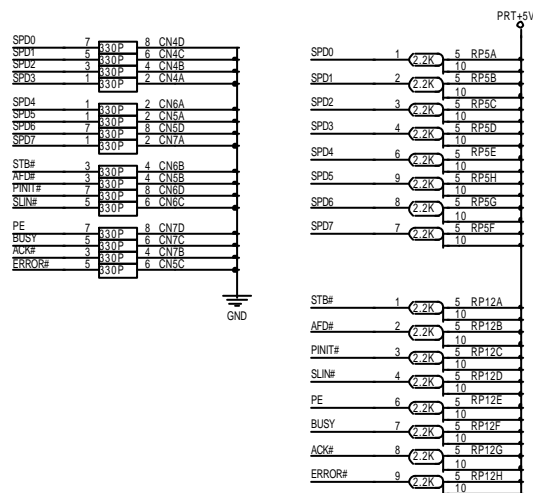 PRT+5V
SPD0 7 330P 8 CN4D
SPD1 5 330P 6 CN4C
SPD2 3 330P 4 CN4B
SPD3 1 330P 2 CN4A
SPD4 1 330P 2 CN6A
SPD5 1 330P 2 CN5A
SPD6 7 330P 8 CN5D
SPD7 1 330P 2 CN7A
STB# 3 330P 4 CN6B
AFD# 3 330P 4 CN5B
PINIT# 7 330P 8 CN6D
SLIN# 5 330P 6 CN6C
PE 7 330P 8 CN7D
BUSY 5 330P 6 CN7C
ACK# 3 330P 4 CN7B
ERROR# 5 330P 6 CN5C
GND
SPD0 1 2.2K 5 RP5A
10
SPD1 2 2.2K 5 RP5B
10
SPD2 3 2.2K 5 RP5C
10
SPD3 4 2.2K 5 RP5D
10
SPD4 6 2.2K 5 RP5E
10
SPD5 9 2.2K 5 RP5H
10
SPD6 8 2.2K 5 RP5G
10
SPD7 7 2.2K 5 RP5F
10
STB# 1 2.2K 5 RP12A
10
AFD# 2 2.2K 5 RP12B
10
PINIT# 3 2.2K 5 RP12C
10
SLIN# 4 2.2K 5 RP12D
10
PE 6 2.2K 5 RP12E
10
BUSY 7 2.2K 5 RP12F
10
ACK# 8 2.2K 5 RP12G
10
ERROR# 9 2.2K 5 RP12H
10